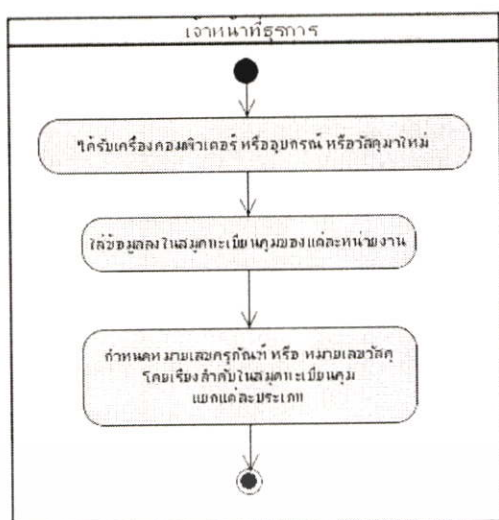 เจ้าหน้าที่ธุรการ
ได้รับเครื่องคอมพิวเตอร์ หรืออุปกรณ์ หรือวัสดุมาใหม่
ใส่ข้อมูลลงในสมุดทะเบียนคุมของแต่ละหน่วยงาน
กำหนดหมายเลขครุภัณฑ์ หรือ หมายเลขวัสดุ
โดยเรียงลำดับในสมุดทะเบียนคุม
แยกแต่ละประเภท